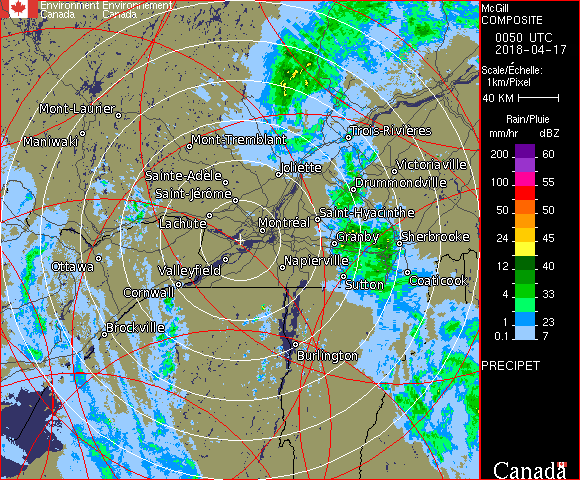 Environment Environnement
Canada Canada
McGill
COMPOSITE
0050 UTC
2018-04-17
Scale/Échelle:
1km/Pixel
40 KM
Rain/Pluie
mm/hr dBZ
200 60
150
100 55
50 50
24 45
12 40
4 33
1 23
0.1 7
PRECIPET
Canada
Mont-Laurier
Maniwaki
Mont-Tremblant
Trois-Rivières
Joliette
Victoriaville
Sainte-Adèle
Drummondville
Saint-Jérôme
Lachute
Saint-Hyacinthe
Montréal
Granby
Sherbrooke
Ottawa
Valleyfield
Napierville
Cornwall
Sutton
Coaticook
Brockville
Burlington